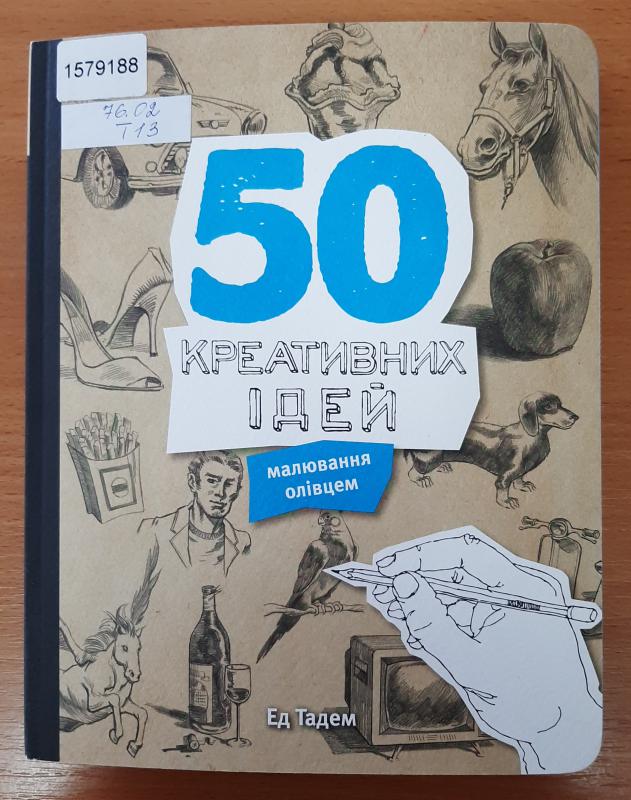 1579188
76.02
Т13
50
КРЕАТИВНИХ
ІДЕЙ
малювання
олівцем
Ед Тадем